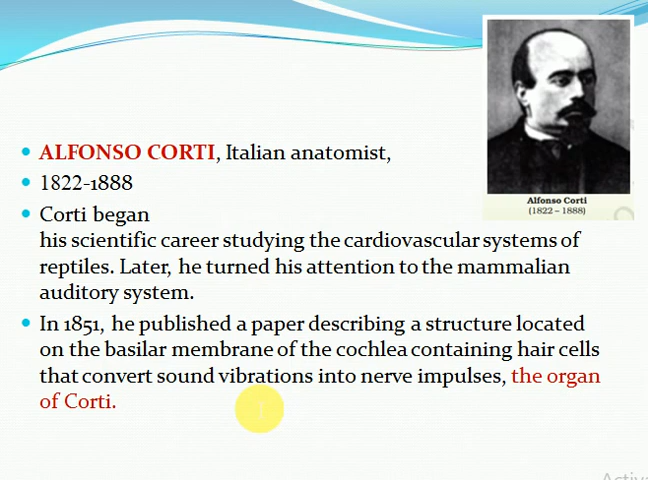 Alfonso Corti
(1822 – 1888)
ALFONSO CORTI, Italian anatomist,
1822-1888
Corti began
his scientific career studying the cardiovascular systems of
reptiles. Later, he turned his attention to the mammalian
auditory system.
In 1851, he published a paper describing a structure located
on the basilar membrane of the cochlea containing hair cells
that convert sound vibrations into nerve impulses, the organ
of Corti.